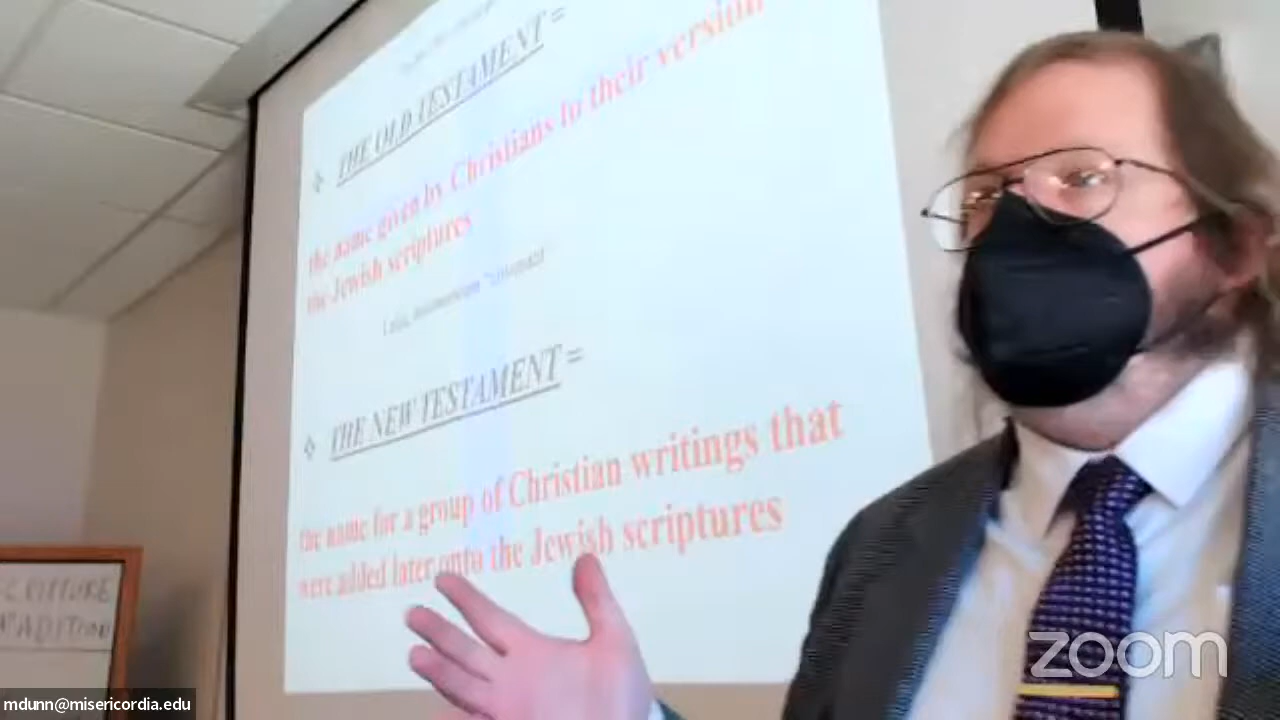 ❖ THE OLD TESTAMENT =
the name given by Christians to their version
the Jewish scriptures
Latin, testamentum "covenant"
❖ THE NEW TESTAMENT =
the name for a group of Christian writings that
were added later onto the Jewish scriptures
SCRIPTURE
TRADITION
zoom
mdunn@misericordia.edu